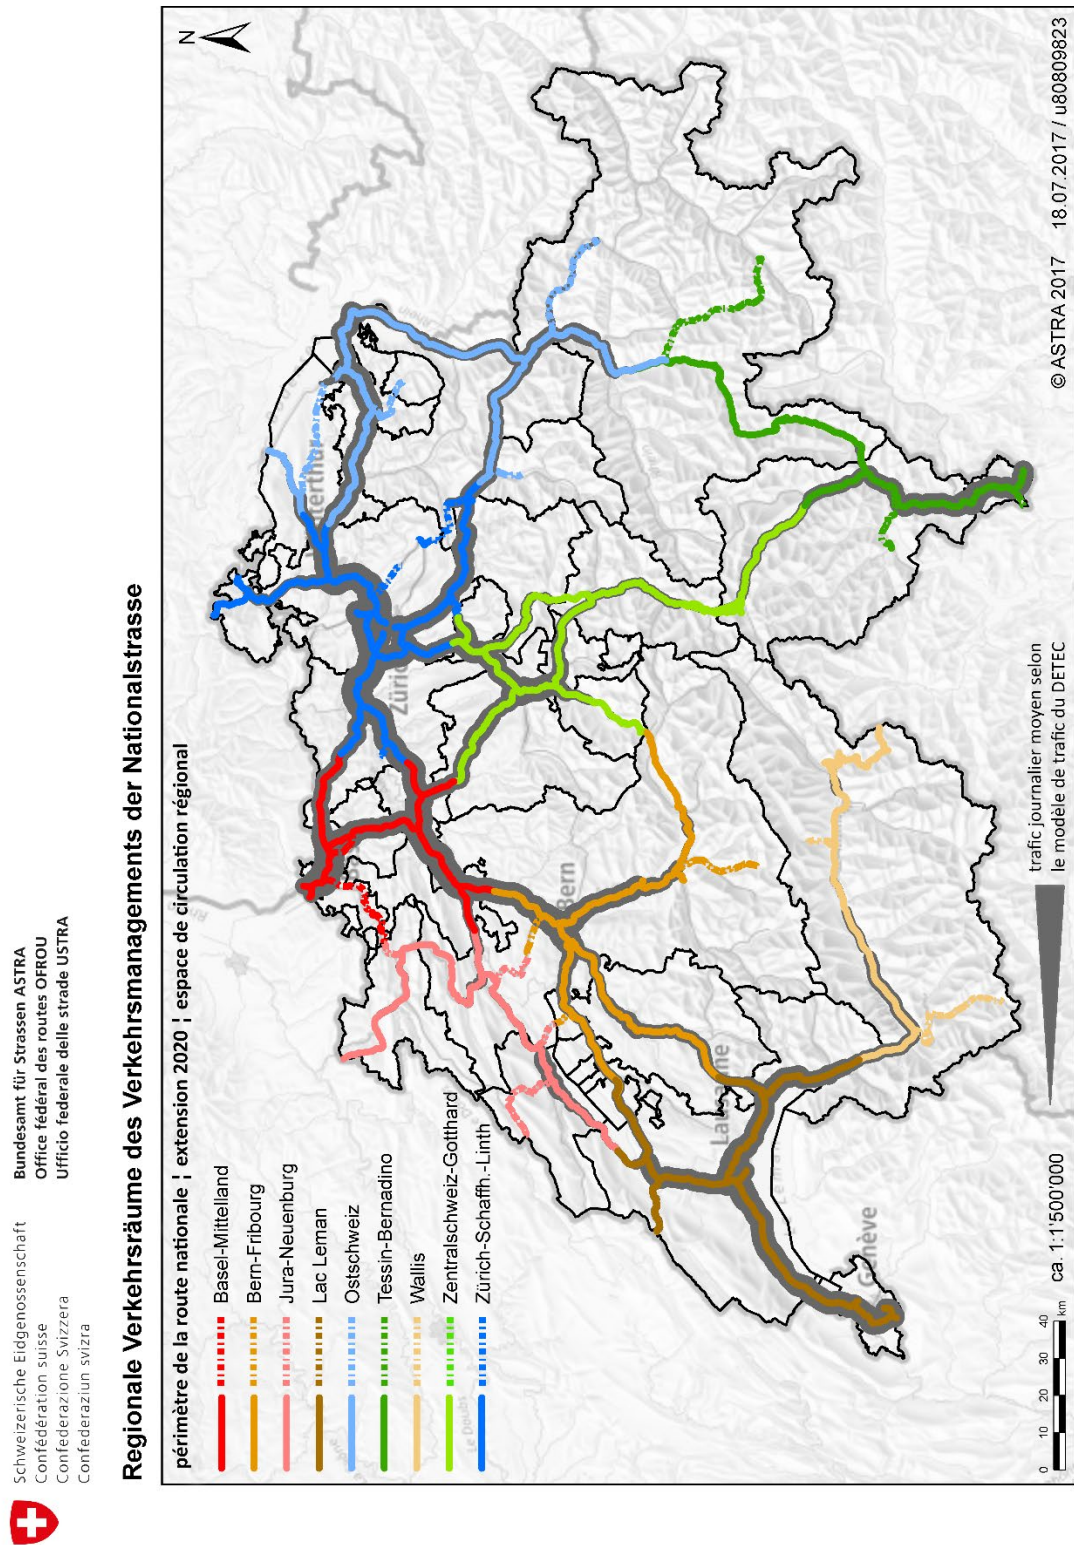 Schweizerische Eidgenossenschaft
Confédération suisse
Confederazione Svizzera
Confederaziun svizra
Bundesamt für Strassen ASTRA
Office fédéral des routes OFROU
Ufficio federale delle strade USTRA
Regionale Verkehrsräume des Verkehrsmanagements der Nationalstrasse
périmètre de la route nationale ¦ extension 2020 ¦ espace de circulation régional
N
Basel-Mittelland
Bern-Fribourg
Jura-Neuenburg
Lac Leman
Ostschweiz
Tessin-Bernadino
Wallis
Zentralschweiz-Gotthard
Zürich-Schaffh.-Linth
Le Doubs
Zürich
Bern
Lausanne
Genève
0 10 20 30 40
km
ca. 1:1'500'000
trafic journalier moyen selon
le modèle de trafic du DETEC
© ASTRA 2017 18.07.2017 / u80809823